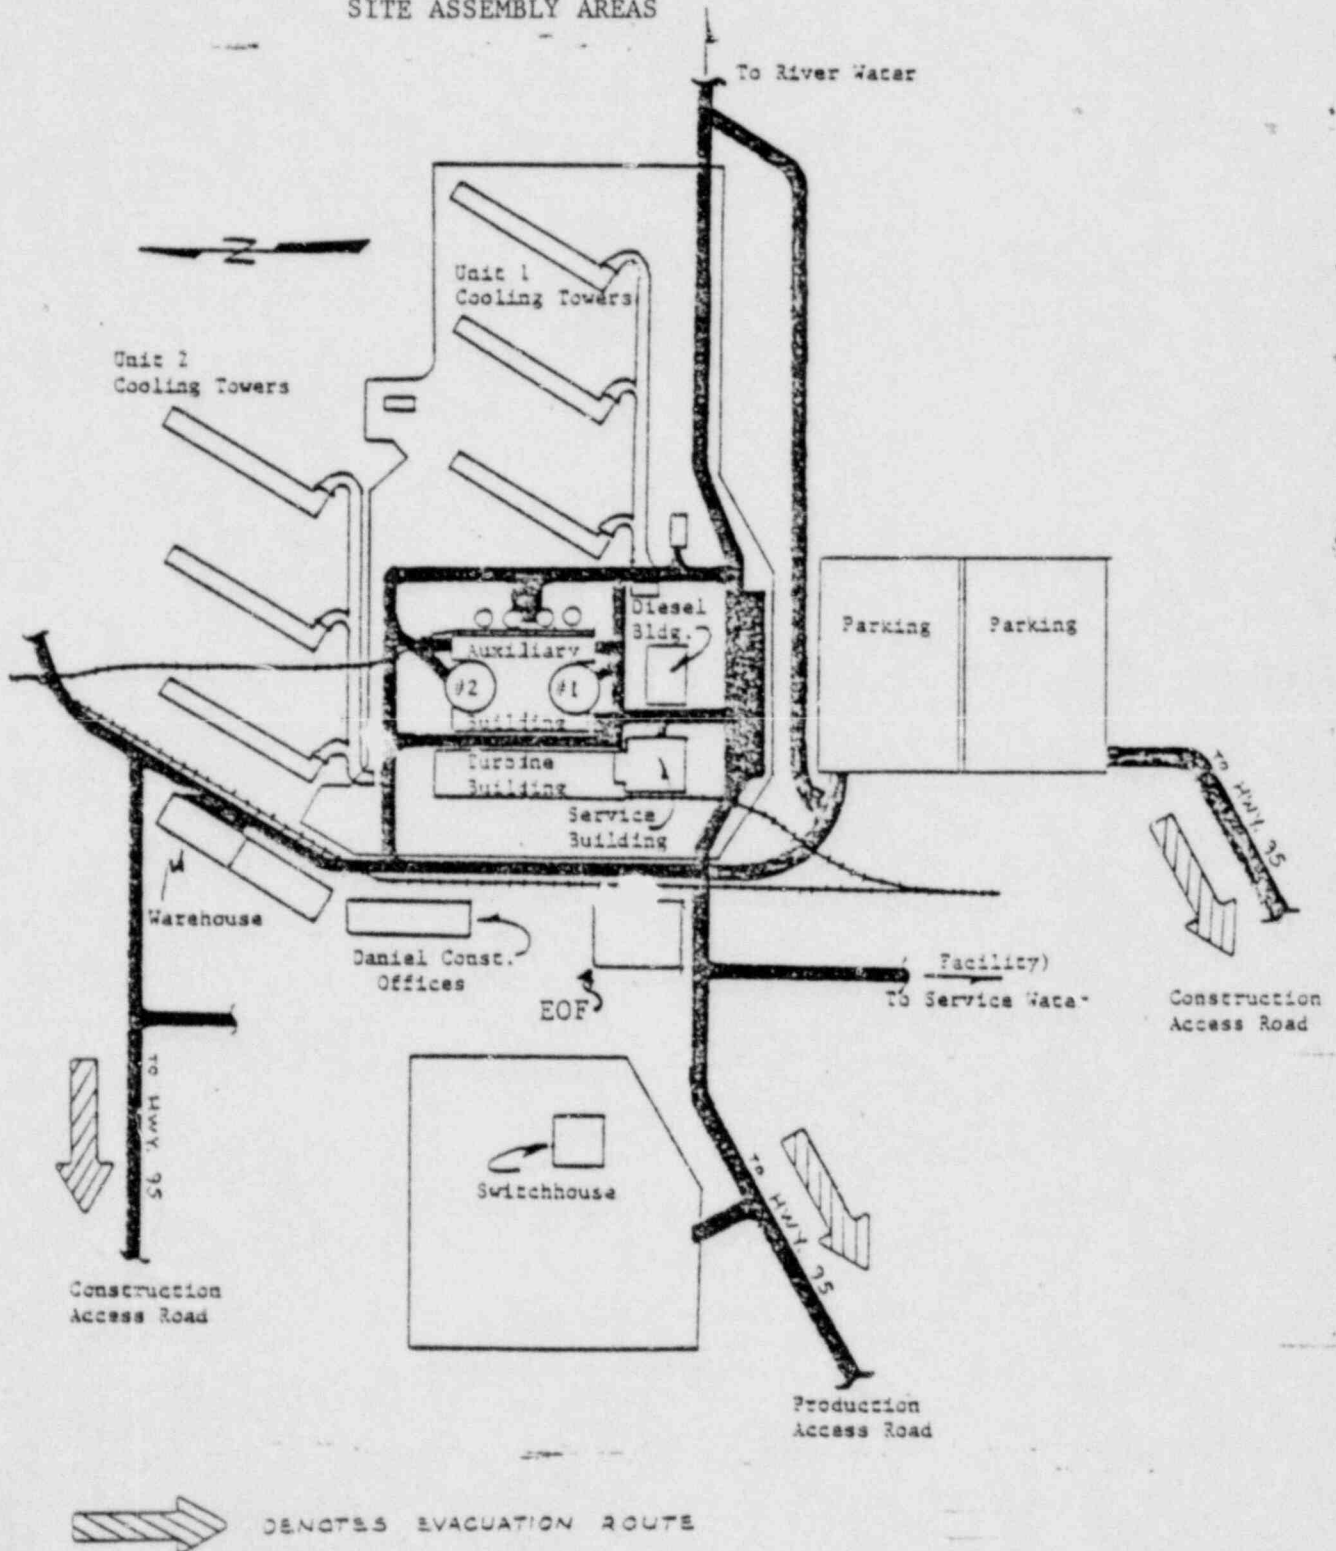 SITE ASSEMBLY AREAS
To River Water
N
Unit 1
Cooling Towers
Unit 2
Cooling Towers
Diesel
Bldg.
Parking
Parking
Auxiliary
#2
#1
Building
Turbine
Building
Service
Building
TO HWY. 95
Warehouse
Daniel Const.
Offices
EOF
Facility)
To Service Wate-
Construction
Access Road
TO HWY. 95
Switchhouse
TO HWY. 95
Construction
Access Road
Production
Access Road
DENOTES EVACUATION ROUTE